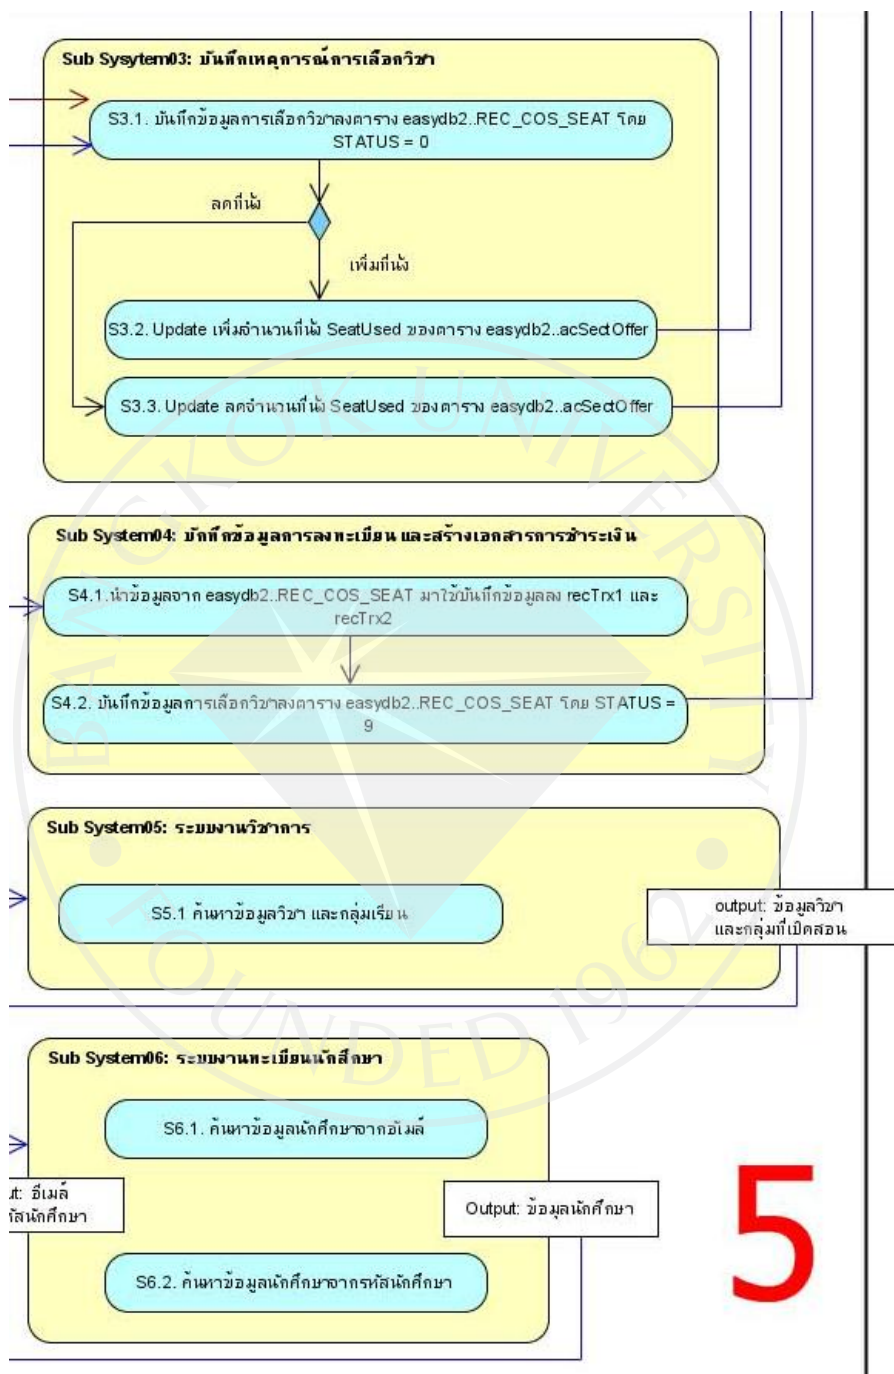 Sub Sysytem03: บันทึกเหตุการณ์การเลือกวิชา
S3.1. บันทึกข้อมูลการเลือกวิชาลงตาราง easydb2..REC_COS_SEAT โดย
STATUS = 0
ลดที่นั่ง
เพิ่มที่นั่ง
S3.2. Update เพิ่มจำนวนที่นั่ง SeatUsed ของตาราง easydb2..acSectOffer
S3.3. Update ลดจำนวนที่นั่ง SeatUsed ของตาราง easydb2..acSectOffer
Sub System04: บักทึกข้อมูลการลงทะเบียน และสร้างเอกสารการชำระเงิน
S4.1.นำข้อมูลจาก easydb2..REC_COS_SEAT มาใช้บันทึกข้อมูลลง recTrx1 และ
recTrx2
S4.2. บันทึกข้อมูลการเลือกวิชาลงตาราง easydb2..REC_COS_SEAT โดย STATUS =
9
Sub System05: ระบบงานวิชาการ
S5.1 ค้นหาข้อมูลวิชา และกลุ่มเรียน
output: ข้อมูลวิชา
และกลุ่มที่เปิดสอน
Sub System06: ระบบงานทะเบียนนักศึกษา
S6.1. ค้นหาข้อมูลนักศึกษาจากอีเมล์
ut: อีเมล์
หัสนักศึกษา
Output: ข้อมุลนักศึกษา
S6.2. ค้นหาข้อมูลนักศึกษาจากรหัสนักศึกษา
5
BANGKOK UNIVERSITY
FOUNDED 1962